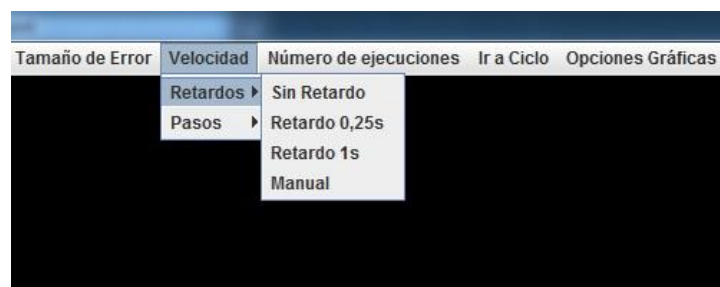 Tamaño de Error Velocidad Número de ejecuciones Ir a Ciclo Opciones Gráficas
Retardos Sin Retardo
Pasos Retardo 0,25s
Retardo 1s
Manual